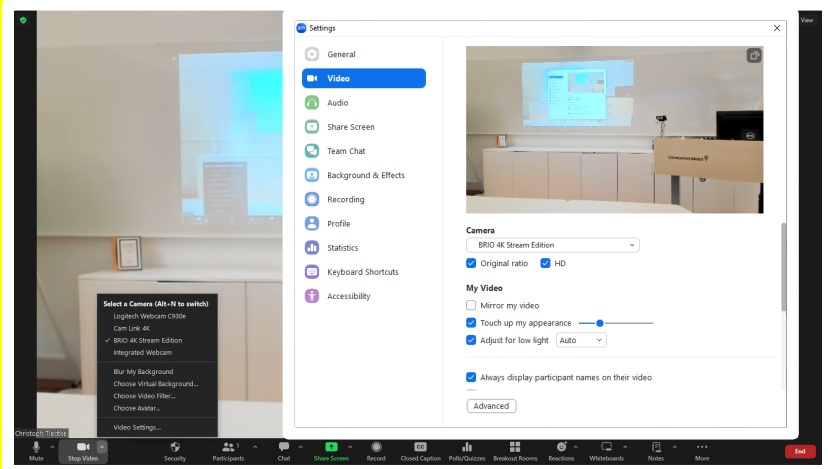 Settings
View
General
Video
Audio
Share Screen
Team Chat
Background & Effects
Recording
Profile
Statistics
Keyboard Shortcuts
Accessibility
Camera
BRIO 4K Stream Edition
Original ratio
HD
My Video
Mirror my video
Touch up my appearance
Adjust for low light
Auto
Always display participant names on their video
Advanced
Select a Camera (Alt+N to switch)
Logitech Webcam C930e
Cam Link 4K
BRIO 4K Stream Edition
Integrated Webcam
Blur My Background
Choose Virtual Background...
Choose Video Filter...
Choose Avatar...
Video Settings...
Mute
Stop Video
Security
Participants
1
Chat
Share Screen
Record
CC
Closed Caption
Polls/Quizzes
Breakout Rooms
Reactions
Whiteboards
Notes
More
End